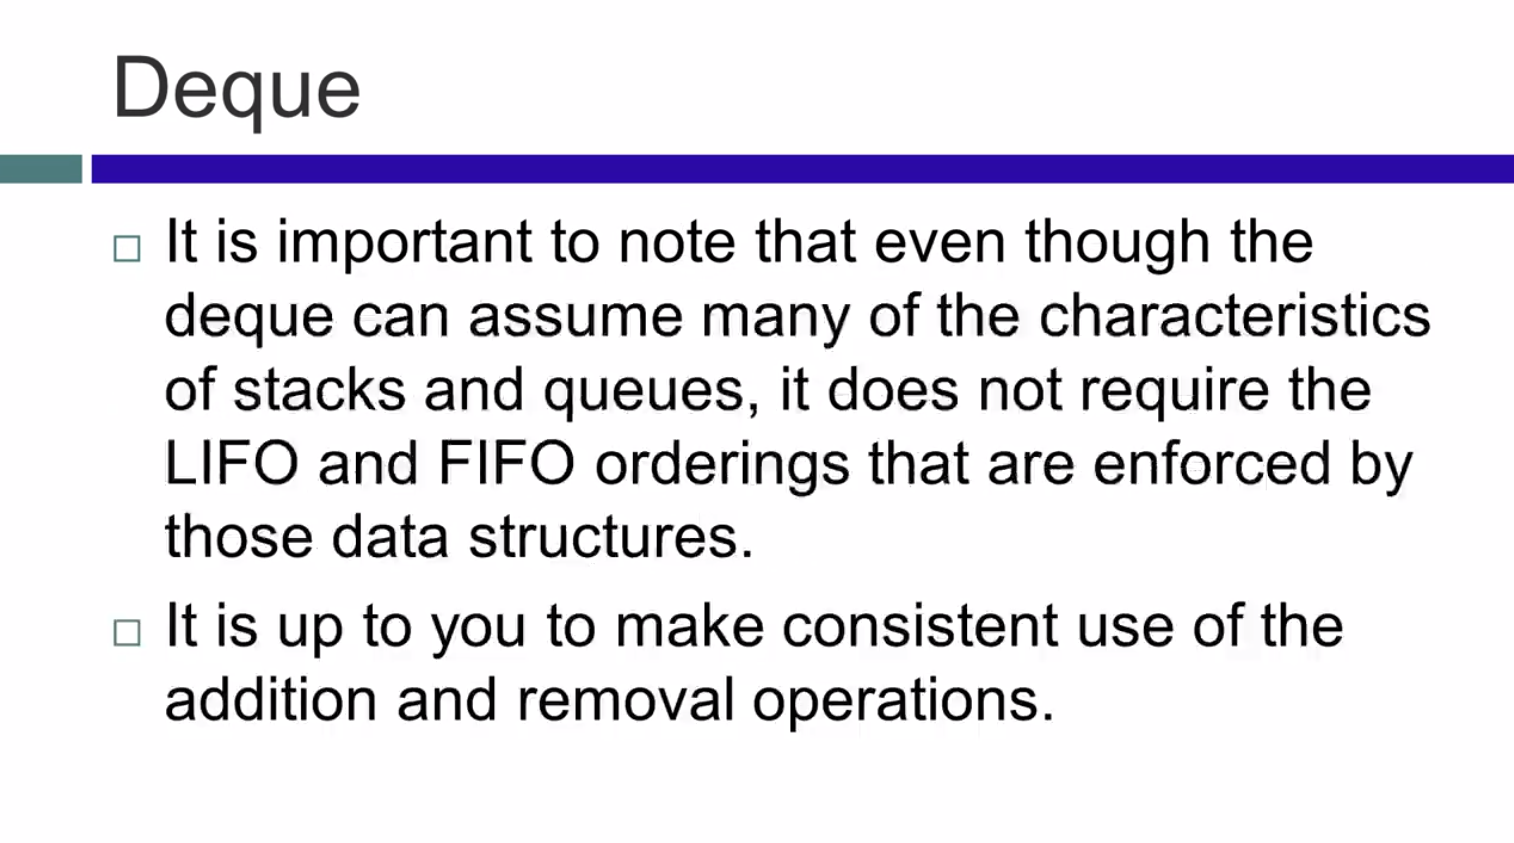 Deque
It is important to note that even though the
deque can assume many of the characteristics
of stacks and queues, it does not require the
LIFO and FIFO orderings that are enforced by
those data structures.
It is up to you to make consistent use of the
addition and removal operations.